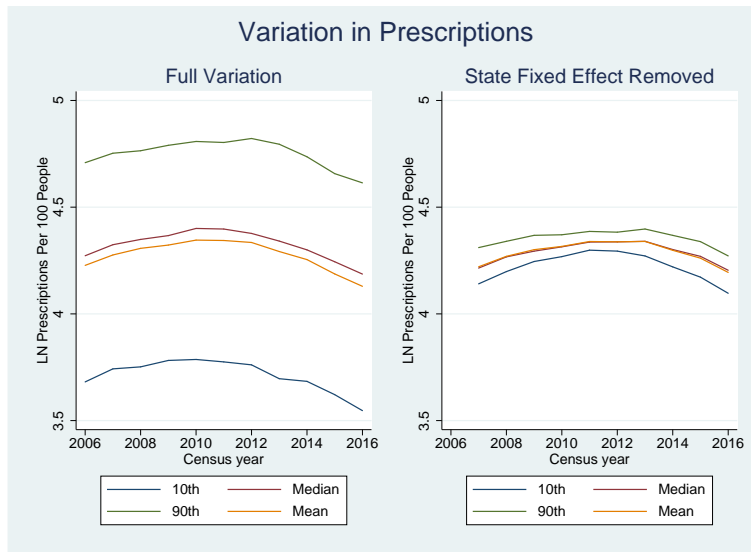 Variation in Prescriptions
Full Variation
LN Prescriptions Per 100 People
5
4.5
4
3.5
2006 2008 2010 2012 2014 2016
Census year
10th Median
90th Mean
State Fixed Effect Removed
LN Prescriptions Per 100 People
5
4.5
4
3.5
2006 2008 2010 2012 2014 2016
Census year
10th Median
90th Mean